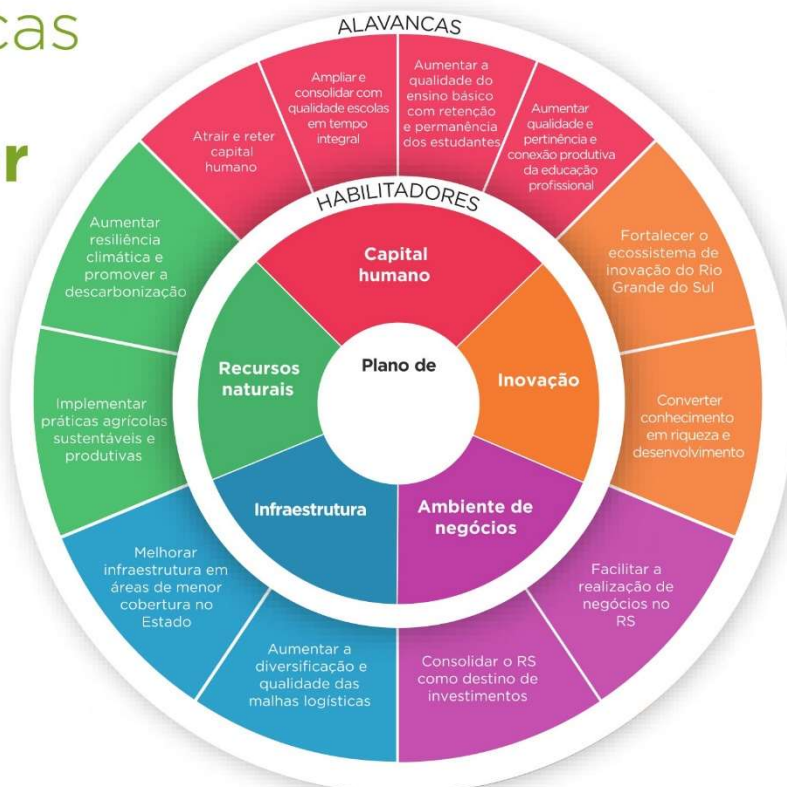 cas
r
ALAVANCAS
Atrair e reter
capital
humano
Ampliar e
consolidar com
qualidade escolas
em tempo
integral
Aumentar a
qualidade do
ensino básico
com retenção
e permanência
dos estudantes
Aumentar
qualidade e
pertinência e
conexão produtiva
da educação
profissional
Fortalecer o
ecossistema de
inovação do Rio
Grande do Sul
Converter
conhecimento
em riqueza e
desenvolvimento
Facilitar a
realização de
negócios no
RS
Consolidar o RS
como destino de
investimentos
Aumentar a
diversificação e
qualidade das
malhas logísticas
Melhorar
infraestrutura em
áreas de menor
cobertura no
Estado
Implementar
práticas agrícolas
sustentáveis e
produtivas
Aumentar
resiliência
climática e
promover a
descarbonização
HABILITADORES
Capital
humano
Inovação
Ambiente de
negócios
Infraestrutura
Recursos
naturais
Plano de